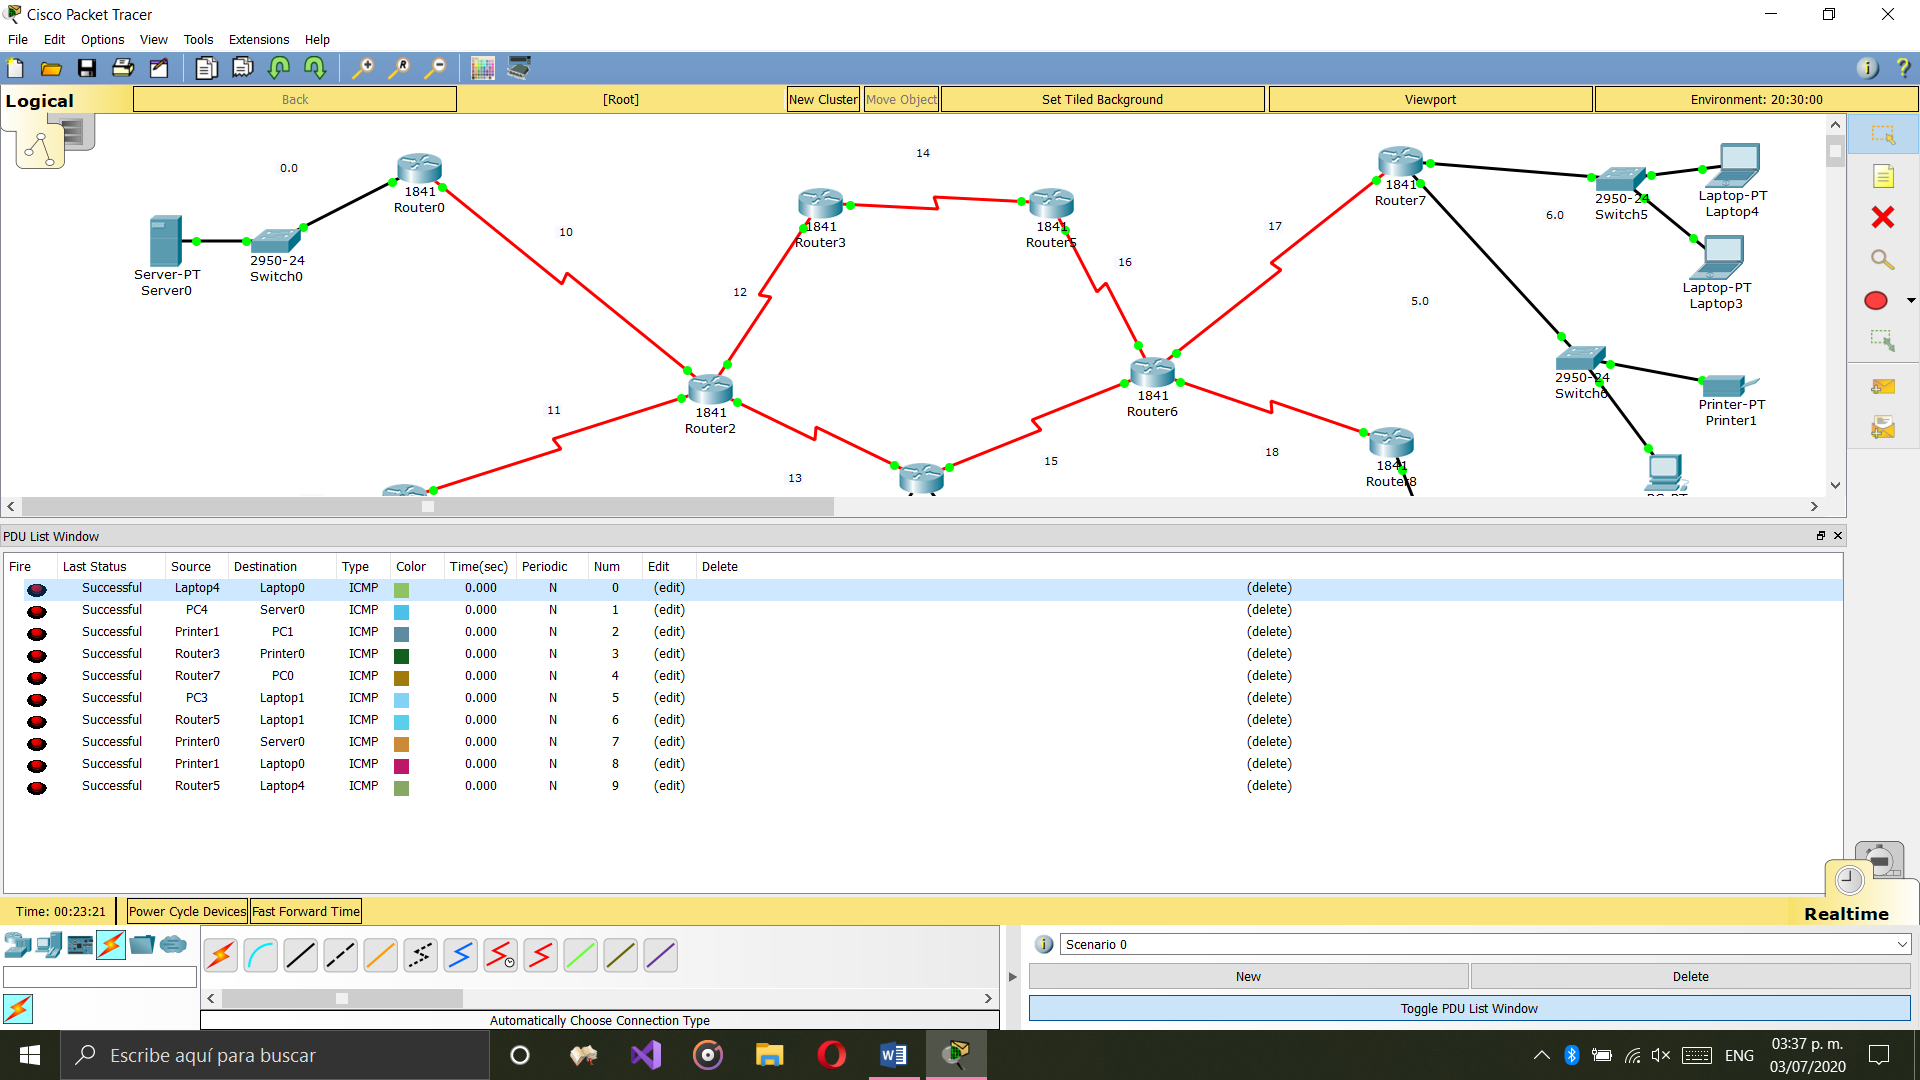 Cisco Packet Tracer
File Edit Options View Tools Extensions Help
Logical Back [Root] New Cluster Move Object Set Tiled Background Viewport Environment: 20:30:00
0.0
1841
Router0
Server-PT
Server0
2950-24
Switch0
10
14
1841
Router3
1841
Router5
12
16
17
1841
Router7
2950-24
Switch5
Laptop-PT
Laptop4
6.0
Laptop-PT
Laptop3
5.0
11
1841
Router2
1841
Router6
2950-24
Switch6
Printer-PT
Printer1
13
15
18
1841
Router8
PC-PT
PDU List Window
Fire Last Status Source Destination Type Color Time(sec) Periodic Num Edit Delete
Successful Laptop4 Laptop0 ICMP 0.000 N 0 (edit) (delete)
Successful PC4 Server0 ICMP 0.000 N 1 (edit) (delete)
Successful Printer1 PC1 ICMP 0.000 N 2 (edit) (delete)
Successful Router3 Printer0 ICMP 0.000 N 3 (edit) (delete)
Successful Router7 PC0 ICMP 0.000 N 4 (edit) (delete)
Successful PC3 Laptop1 ICMP 0.000 N 5 (edit) (delete)
Successful Router5 Laptop1 ICMP 0.000 N 6 (edit) (delete)
Successful Printer0 Server0 ICMP 0.000 N 7 (edit) (delete)
Successful Printer1 Laptop0 ICMP 0.000 N 8 (edit) (delete)
Successful Router5 Laptop4 ICMP 0.000 N 9 (edit) (delete)
Time: 00:23:21 Power Cycle Devices Fast Forward Time
Realtime
Scenario 0
New Delete
Toggle PDU List Window
Automatically Choose Connection Type
Escribe aquí para buscar
ENG
03:37 p. m.
03/07/2020